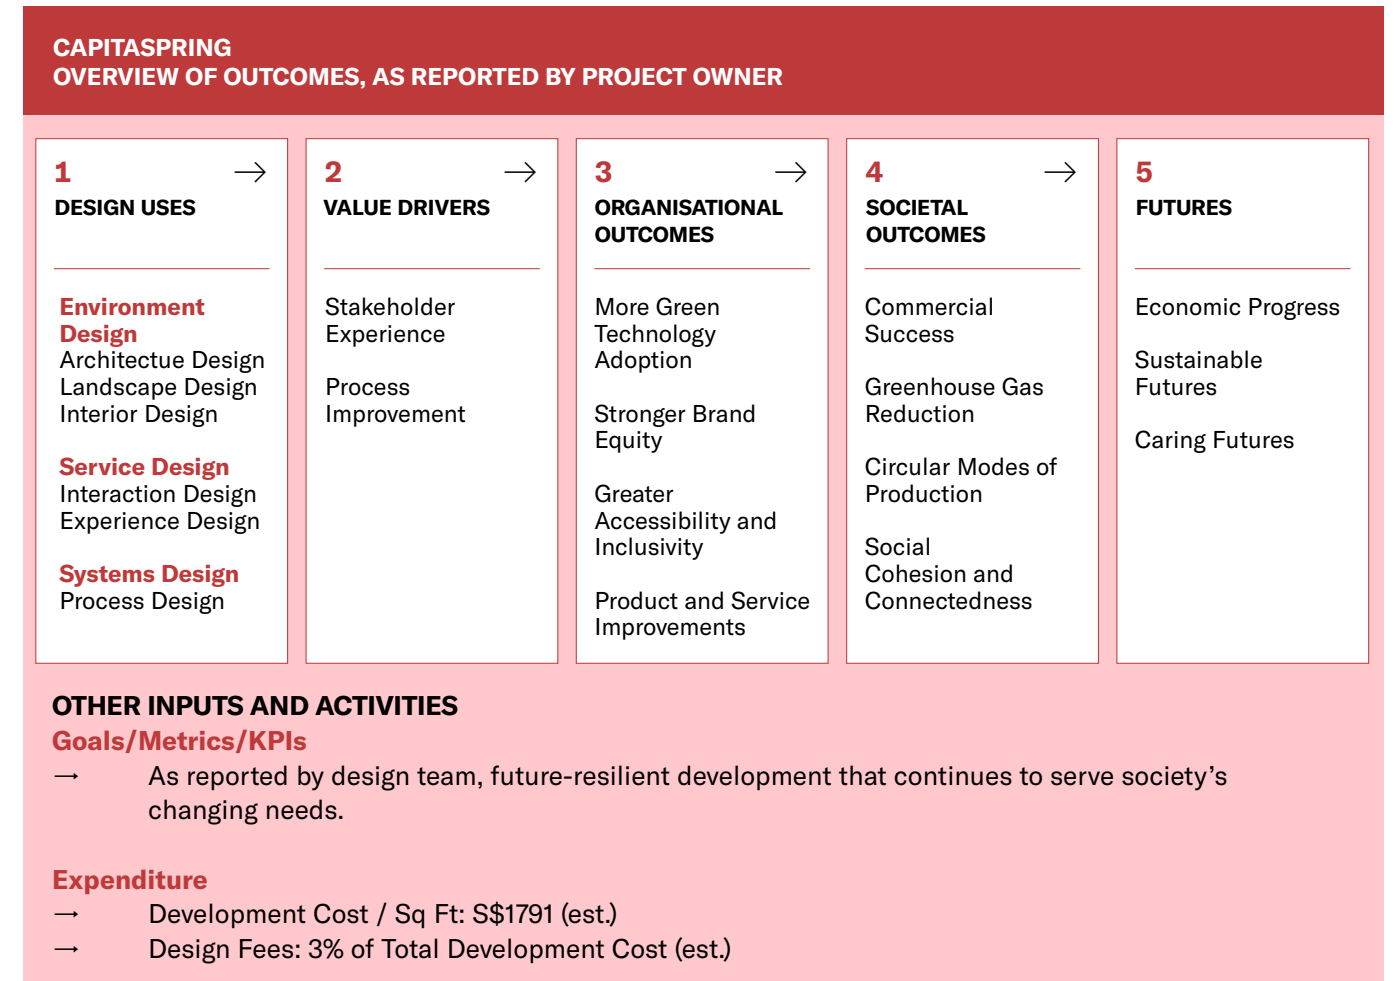 CAPITASPRING
OVERVIEW OF OUTCOMES, AS REPORTED BY PROJECT OWNER
1 →
DESIGN USES
Environment
Design
Architectue Design
Landscape Design
Interior Design
Service Design
Interaction Design
Experience Design
Systems Design
Process Design
2 →
VALUE DRIVERS
Stakeholder
Experience
Process
Improvement
3 →
ORGANISATIONAL
OUTCOMES
More Green
Technology
Adoption
Stronger Brand
Equity
Greater
Accessibility and
Inclusivity
Product and Service
Improvements
4 →
SOCIETAL
OUTCOMES
Commercial
Success
Greenhouse Gas
Reduction
Circular Modes of
Production
Social
Cohesion and
Connectedness
5
FUTURES
Economic Progress
Sustainable
Futures
Caring Futures
OTHER INPUTS AND ACTIVITIES
Goals/Metrics/KPIs
→ As reported by design team, future-resilient development that continues to serve society’s
changing needs.
Expenditure
→ Development Cost / Sq Ft: S$1791 (est.)
→ Design Fees: 3% of Total Development Cost (est.)